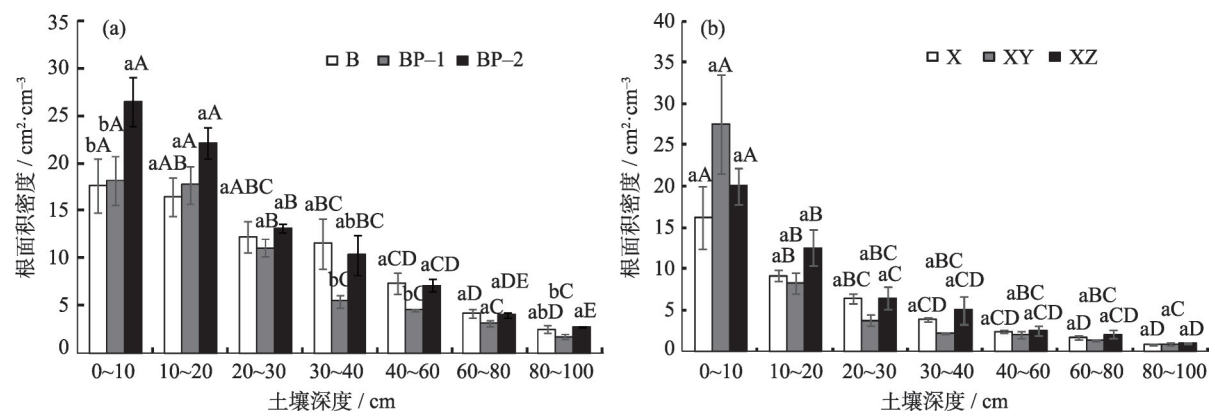 (a)
B BP–1 BP–2
根面积密度 / cm²·cm⁻³
35
30
25
20
15
10
5
0
bA bA aA
aAB aA aA
aABC aB aB
aBC bC abBC
aCD bC aCD
aD aC aDE
abD bC aE
0~10 10~20 20~30 30~40 40~60 60~80 80~100
土壤深度 / cm
(b)
X XY XZ
根面积密度 / cm²·cm⁻³
40
35
30
25
20
15
10
5
0
aA aA aA
aB aB aB
aBC aBC aC
aCD aBC aCD
aCD aBC aCD
aD aBC aCD
aD aC aD
0~10 10~20 20~30 30~40 40~60 60~80 80~100
土壤深度 / cm